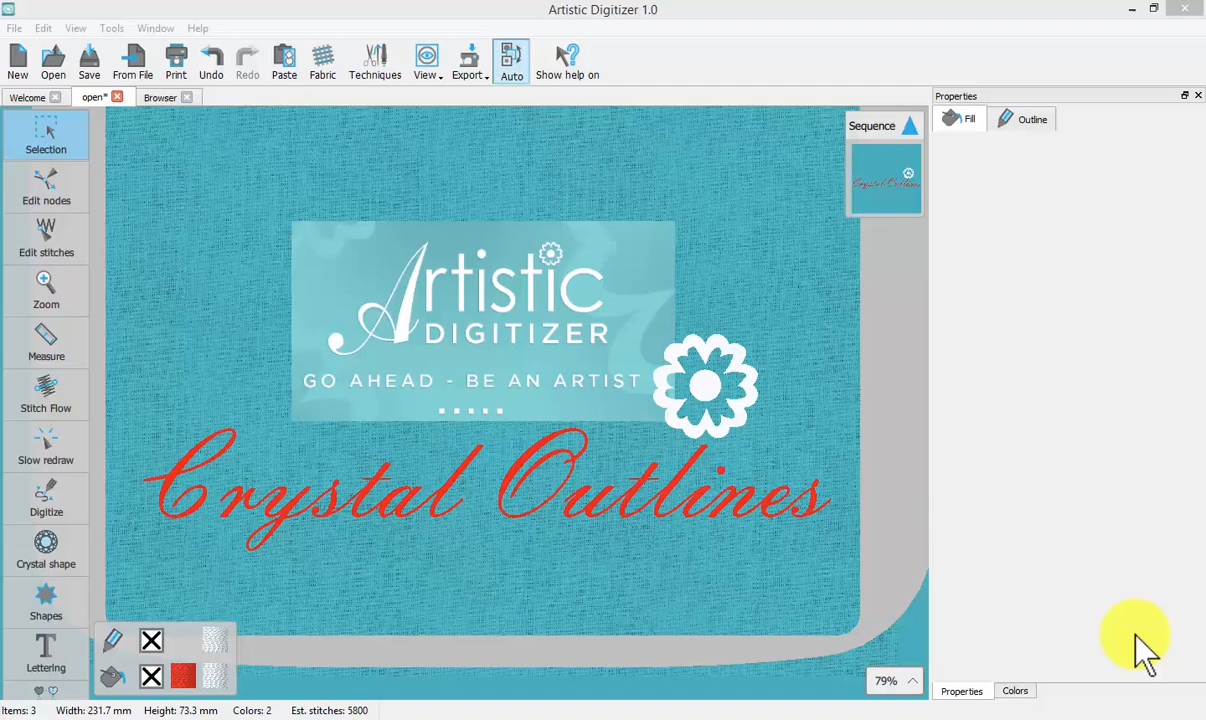 Artistic Digitizer 1.0
File Edit View Tools Window Help
New Open Save From File Print Undo Redo Paste Fabric Techniques View Export Auto Show help on
Welcome open* Browser
Properties
Fill Outline
Selection
Edit nodes
Edit stitches
Zoom
Measure
Stitch Flow
Slow redraw
Digitize
Crystal shape
Shapes
Lettering
Sequence
Crystal Outlines
Artistic
DIGITIZER
GO AHEAD - BE AN ARTIST
Crystal Outlines
79%
Properties Colors
Items: 3 Width: 231.7 mm Height: 73.3 mm Colors: 2 Est. stitches: 5800